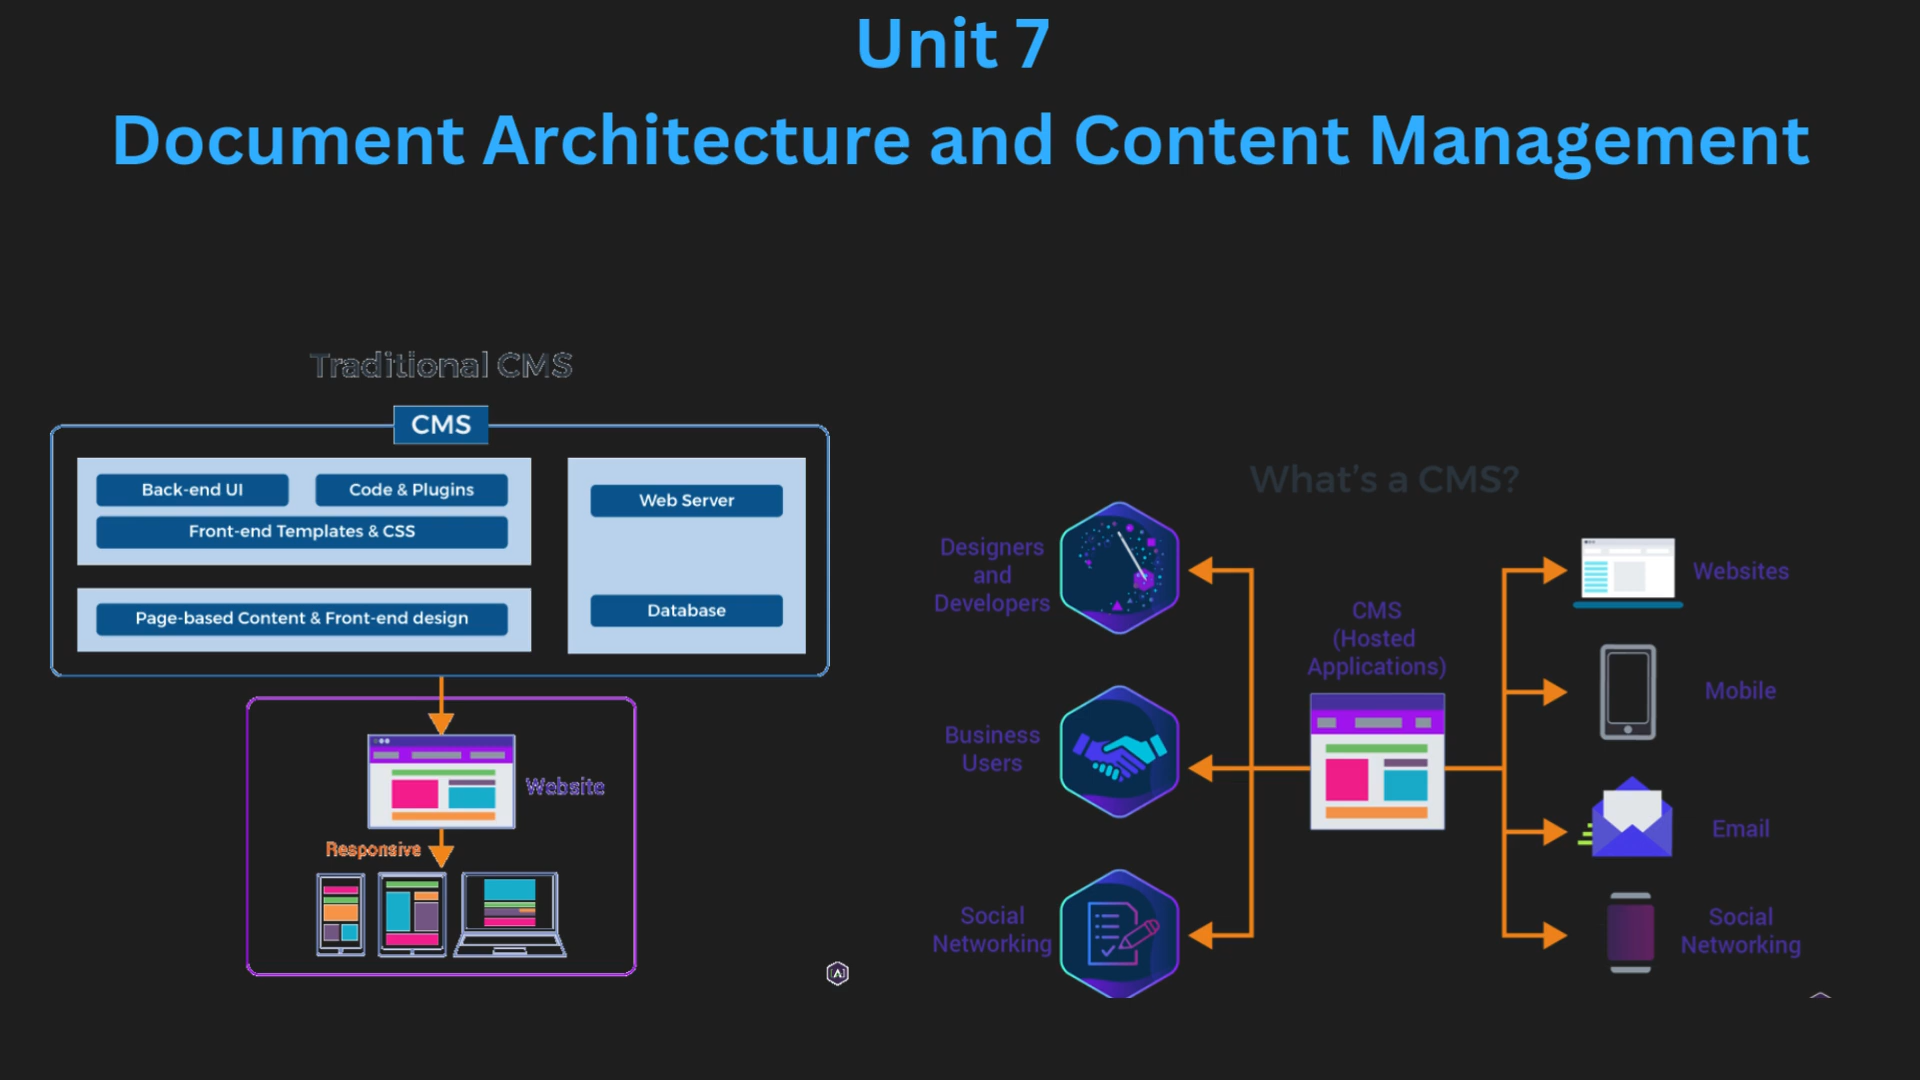 Unit 7
Document Architecture and Content Management
Traditional CMS
CMS
Back-end UI
Code & Plugins
Front-end Templates & CSS
Page-based Content & Front-end design
Web Server
Database
Website
Responsive
What's a CMS?
Designers
and
Developers
Business
Users
Social
Networking
CMS
(Hosted
Applications)
Websites
Mobile
Email
Social
Networking